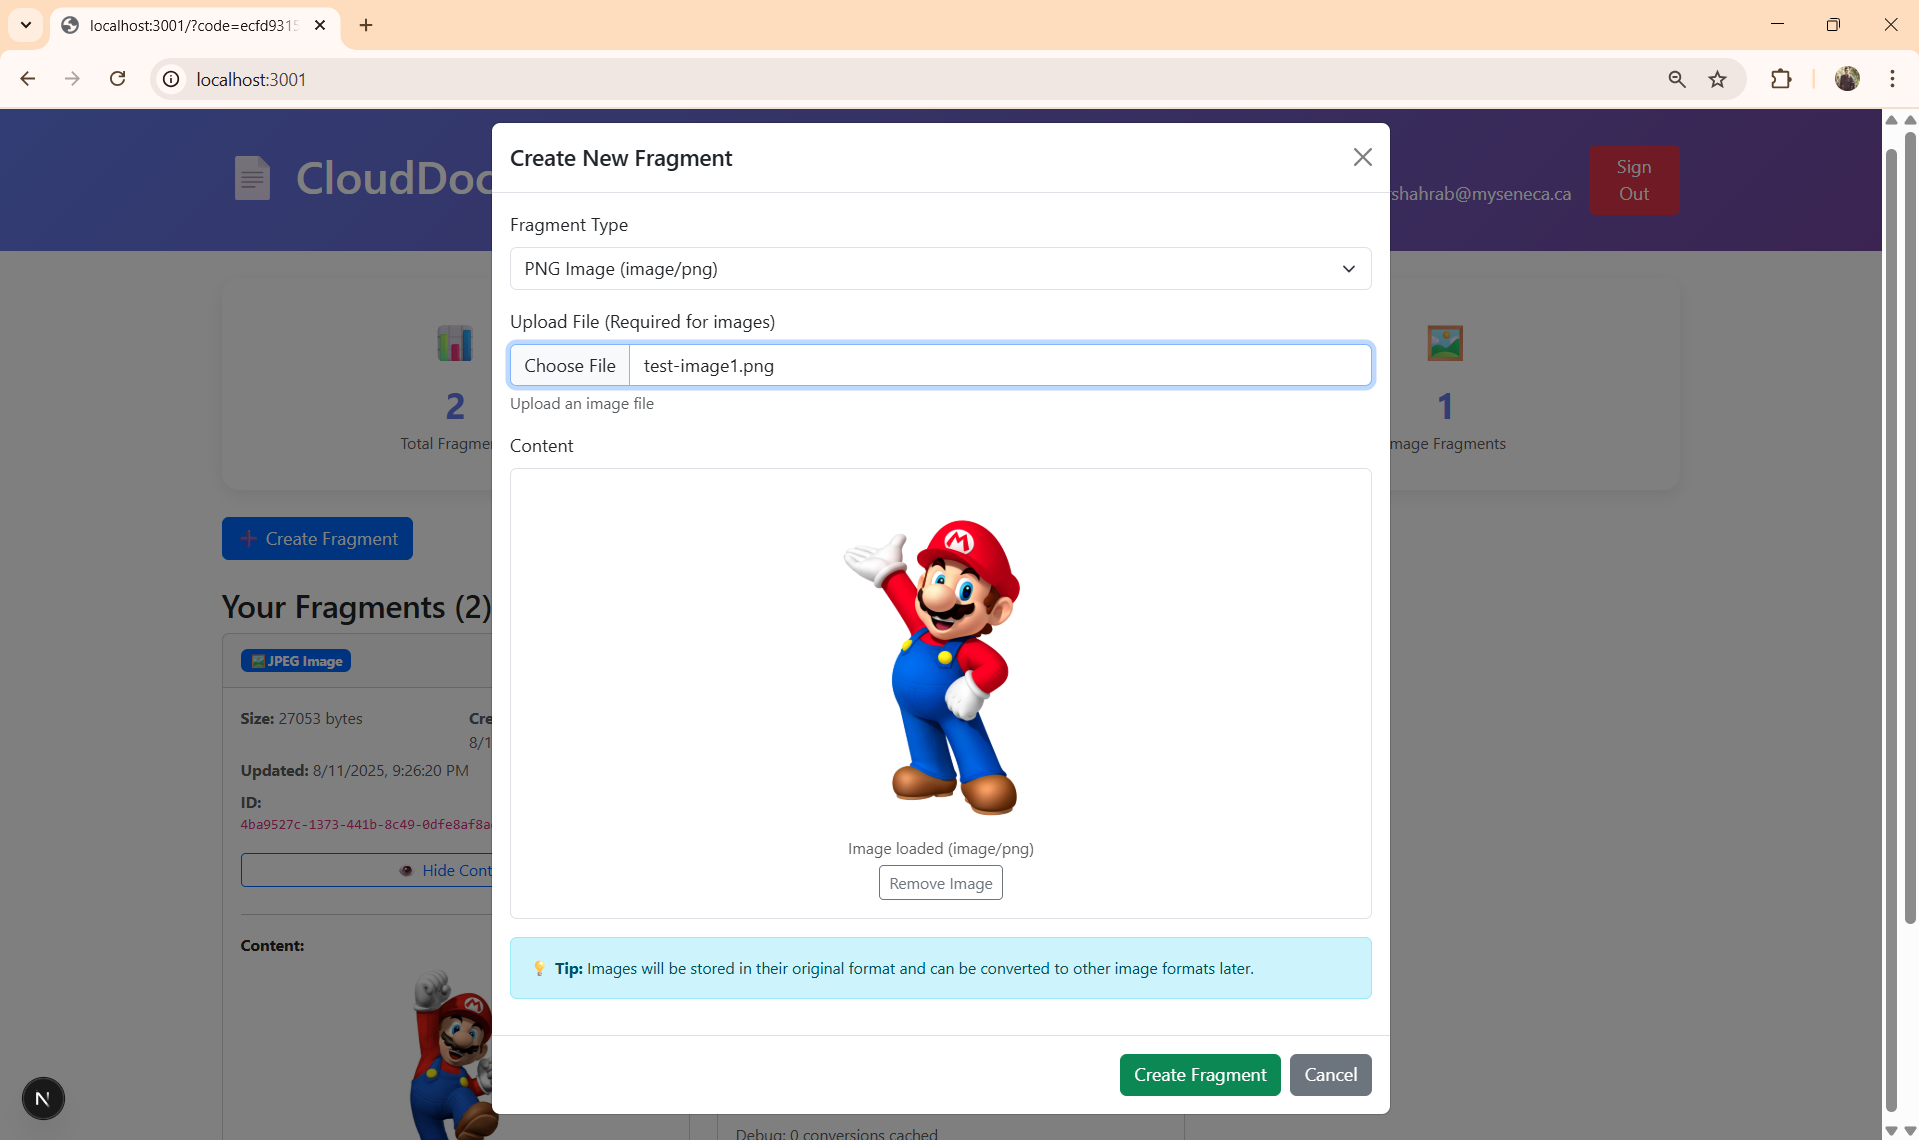 localhost:3001/?code=ecfd9315
localhost:3001
CloudDoc
shahrab@myseneca.ca
Sign
Out
Create New Fragment
Fragment Type
PNG Image (image/png)
Upload File (Required for images)
Choose File
test-image1.png
Upload an image file
Content
M
Image loaded (image/png)
Remove Image
Tip: Images will be stored in their original format and can be converted to other image formats later.
Create Fragment
Cancel
2
Total Fragme
1
mage Fragments
Create Fragment
Your Fragments (2)
JPEG Image
Size: 27053 bytes
Cre
8/1
Updated: 8/11/2025, 9:26:20 PM
ID:
4ba9527c-1373-441b-8c49-0dfe8af8a
Hide Cont
Content:
M
N
Debug: 0 conversions cached